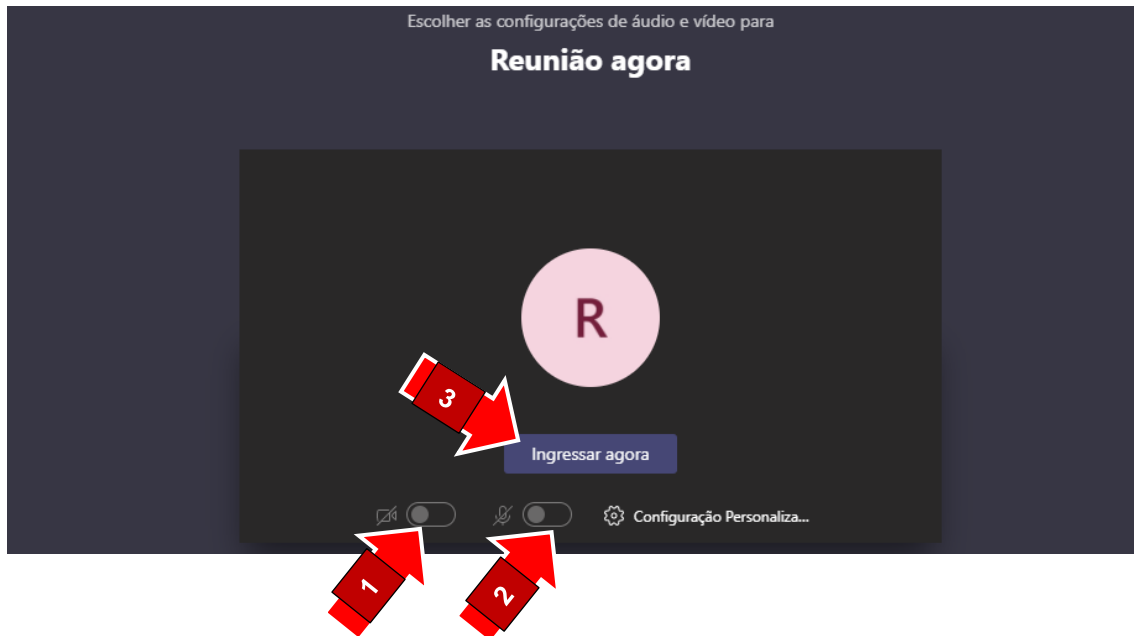 Escolher as configurações de áudio e vídeo para
Reunião agora
R
3
Ingressar agora
Configuração Personaliza...
1
2